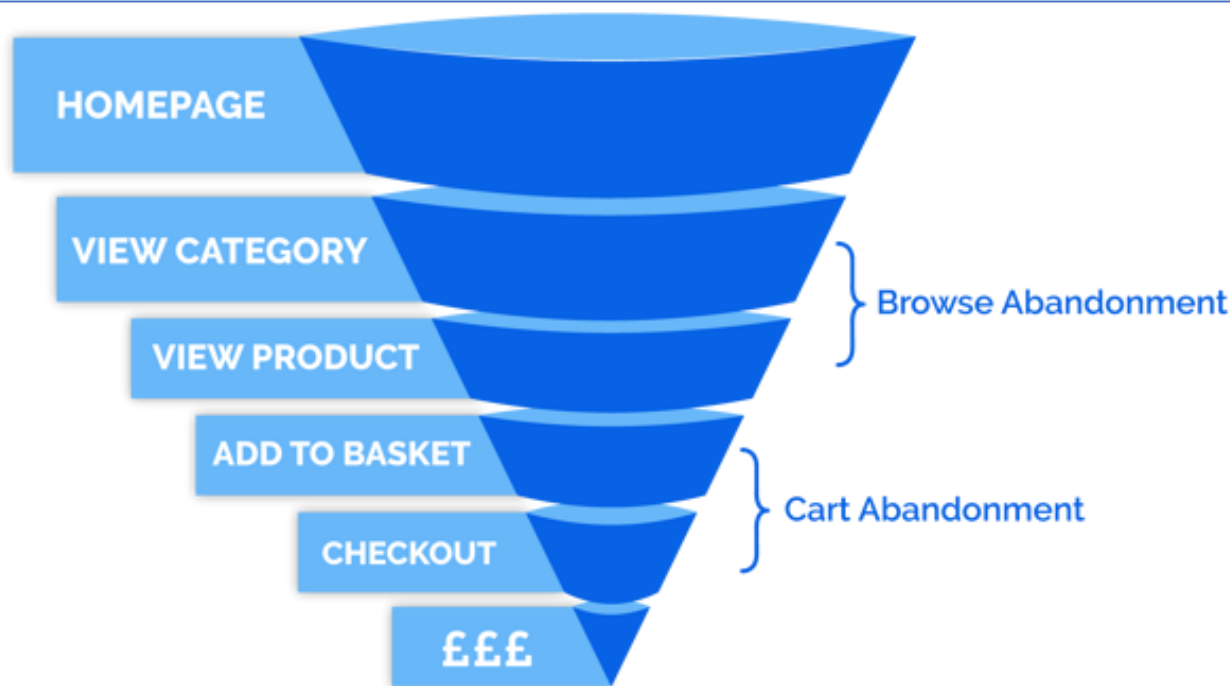 HOMEPAGE
VIEW CATEGORY
Browse Abandonment
VIEW PRODUCT
ADD TO BASKET
Cart Abandonment
CHECKOUT
£££